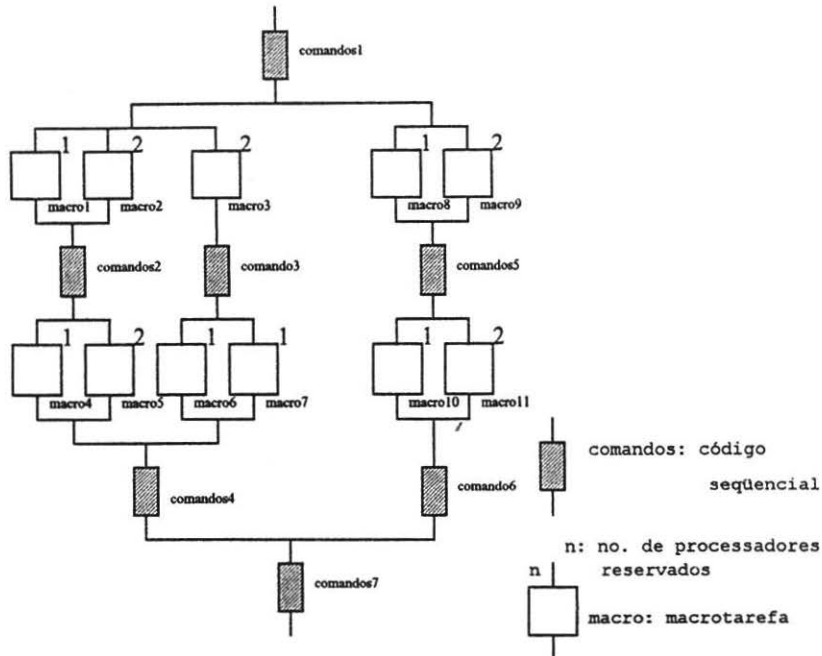 comandos1
1 2 2 1 2
macro1 macro2 macro3 macro8 macro9
comandos2 comando3 comandos5
1 2 1 1 1 2
macro4 macro5 macro6 macro7 macro10 macro11
comandos4 comando6
comandos7
comandos: código
seqüencial
n: no. de processadores
reservados
n
macro: macrotarefa